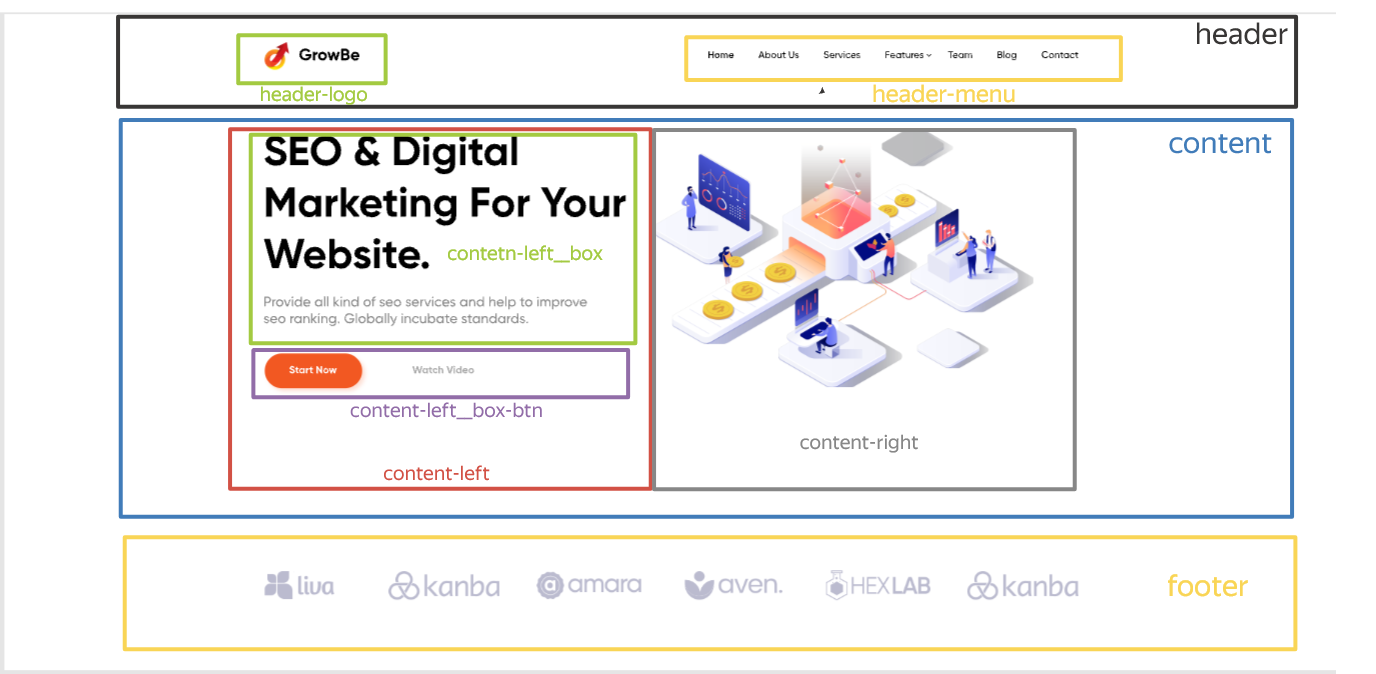 header
GrowBe
Home About Us Services Features Team Blog Contact
header-logo
header-menu
content
SEO & Digital
Marketing For Your
Website.
contetn-left__box
Provide all kind of seo services and help to improve
seo ranking. Globally incubate standards.
Start Now
Watch Video
content-left__box-btn
content-left
content-right
liva kanba amara aven. HEXLAB kanba
footer